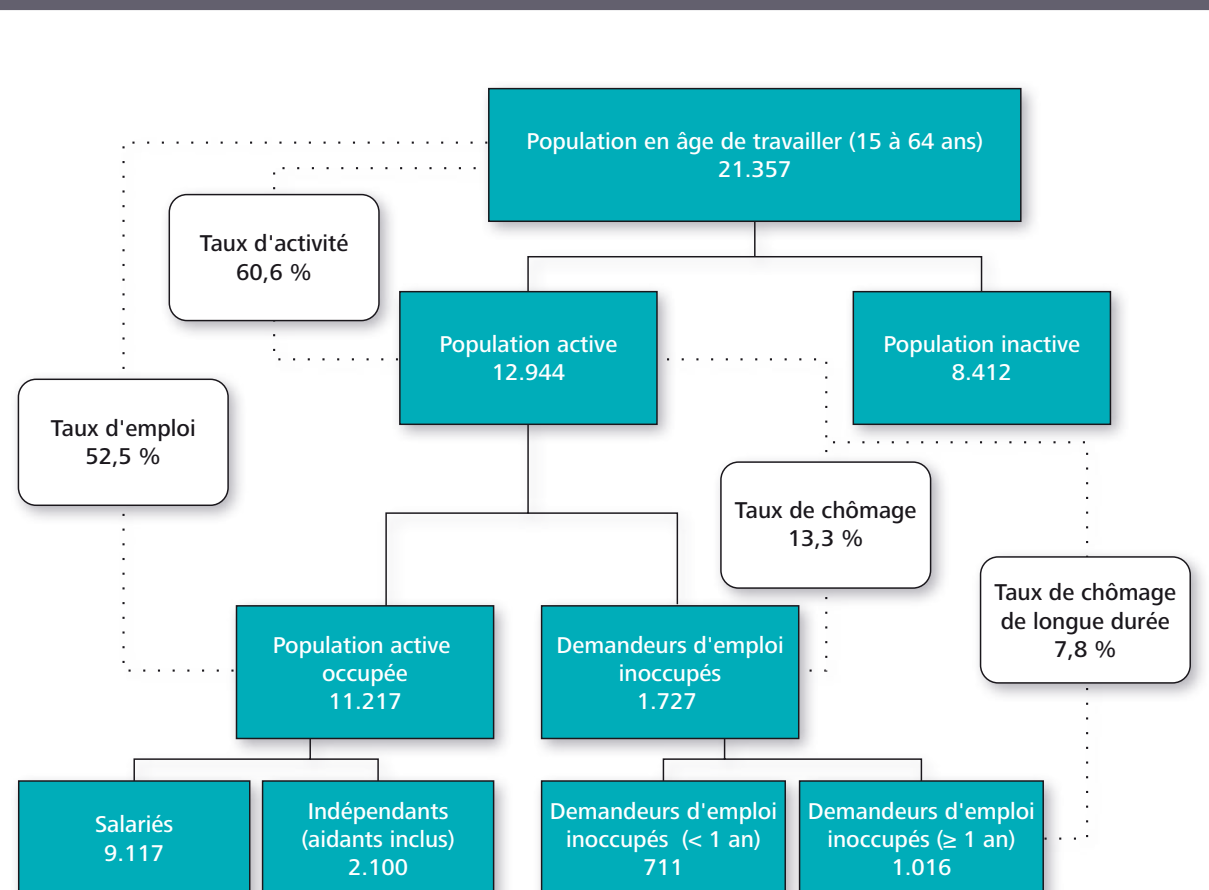 Population en âge de travailler (15 à 64 ans)
21.357
Taux d'activité
60,6 %
Population active
12.944
Population inactive
8.412
Taux d'emploi
52,5 %
Taux de chômage
13,3 %
Taux de chômage
de longue durée
7,8 %
Population active
occupée
11.217
Demandeurs d'emploi
inoccupés
1.727
Salariés
9.117
Indépendants
(aidants inclus)
2.100
Demandeurs d'emploi
inoccupés (< 1 an)
711
Demandeurs d'emploi
inoccupés (≥ 1 an)
1.016